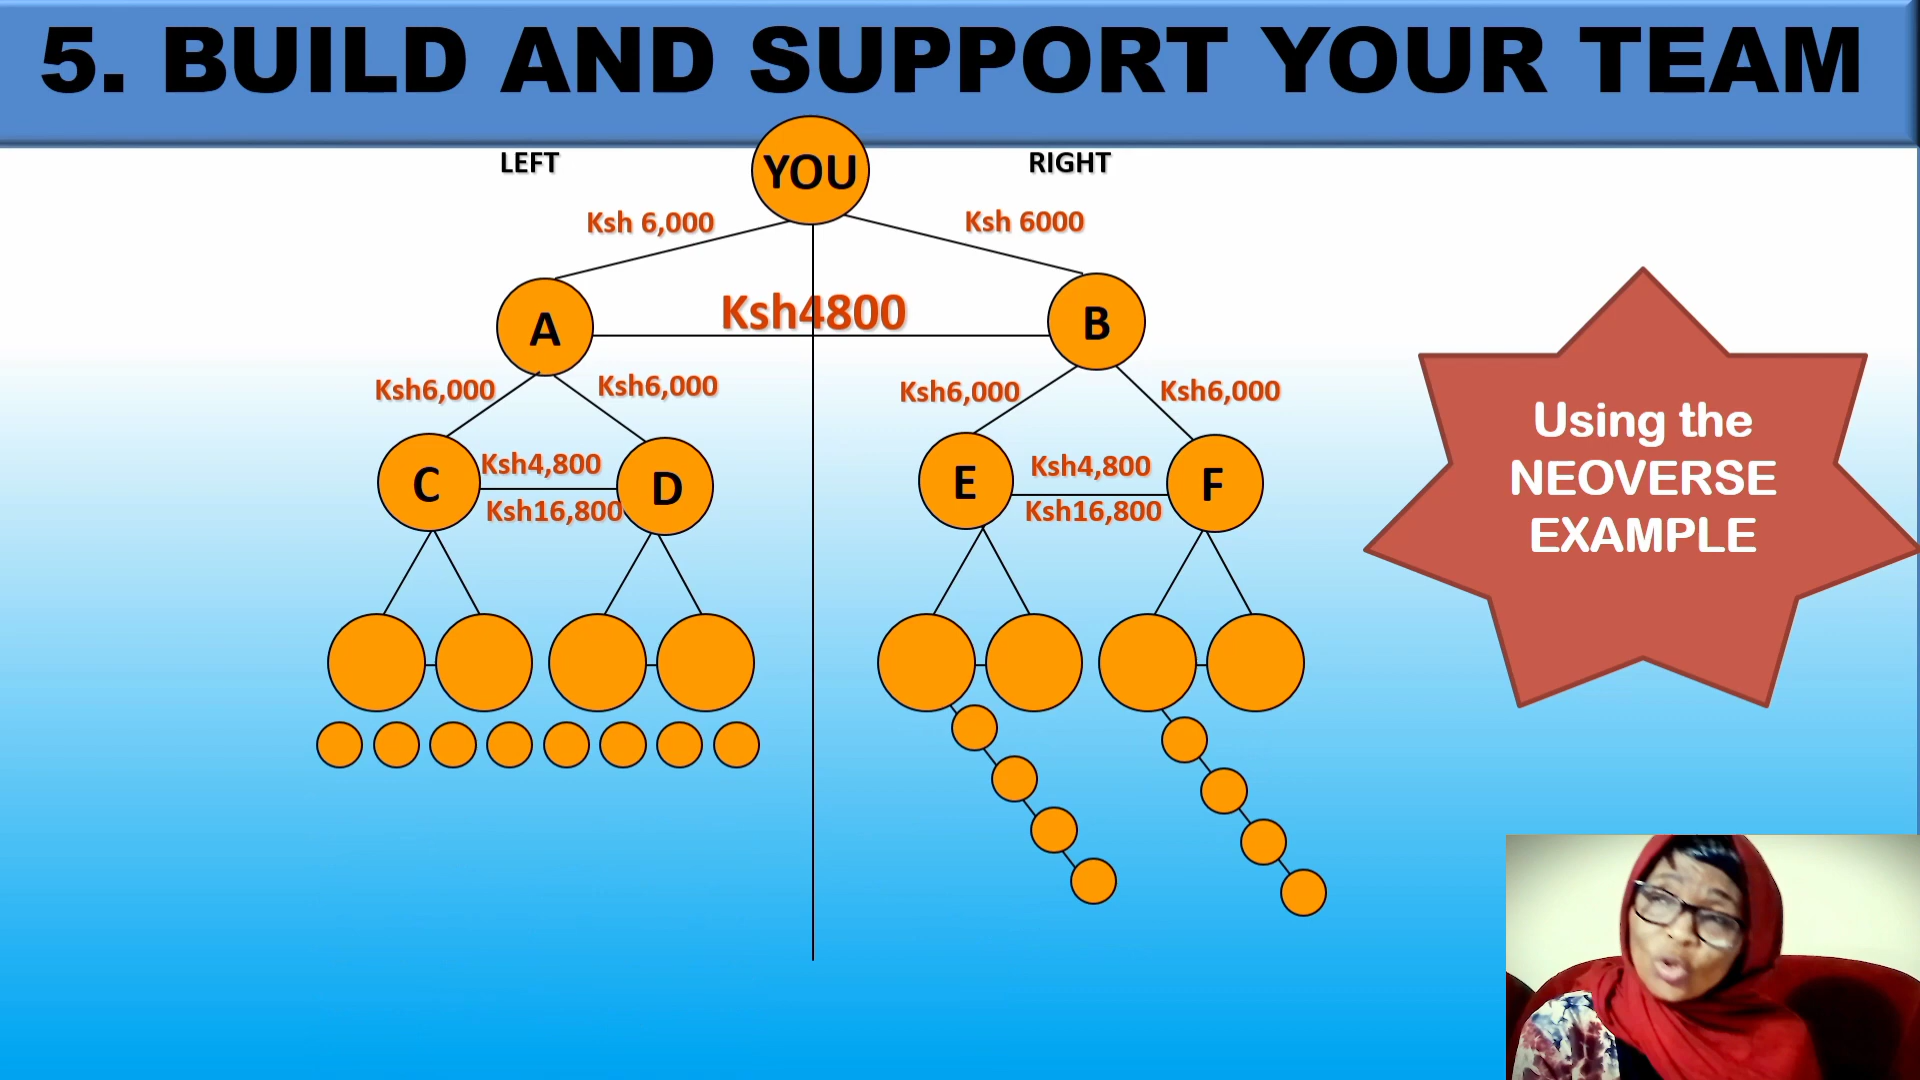 5. BUILD AND SUPPORT YOUR TEAM
LEFT
YOU
RIGHT
Ksh 6,000
Ksh 6000
A
Ksh4800
B
Ksh6,000
Ksh6,000
Ksh6,000
Ksh6,000
C
Ksh4,800
Ksh16,800
D
E
Ksh4,800
Ksh16,800
F
Using the
NEOVERSE
EXAMPLE